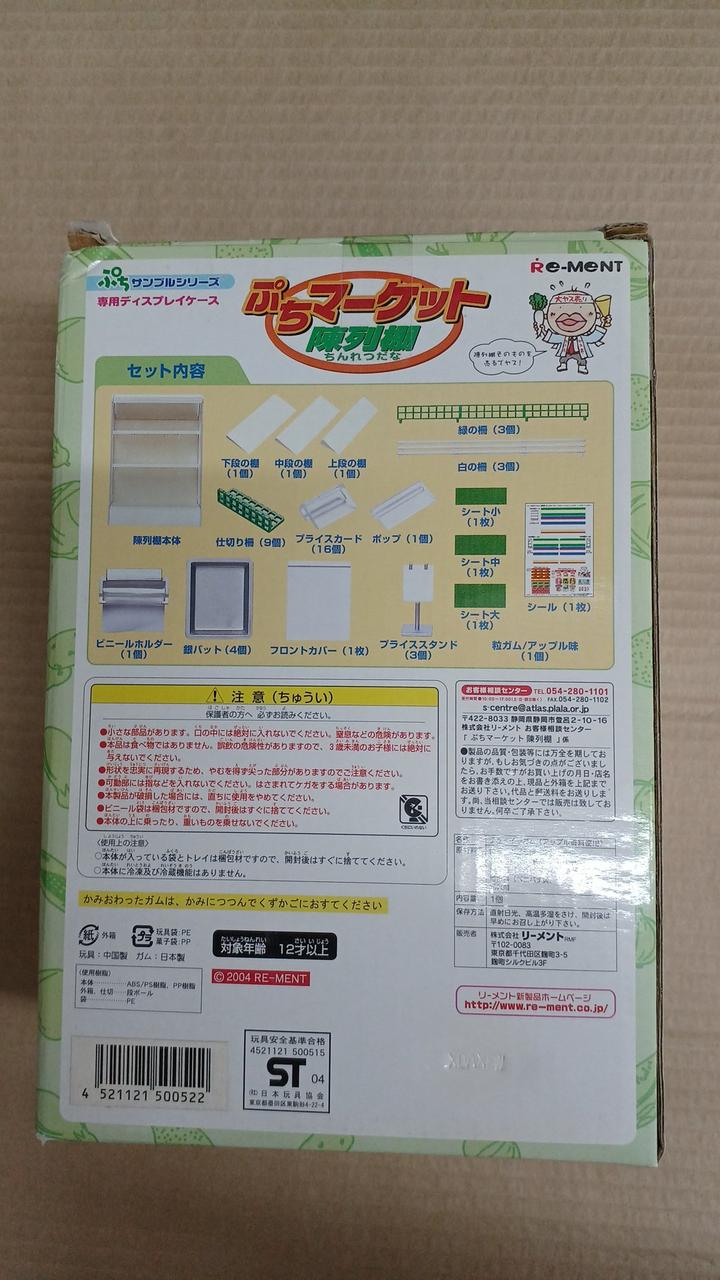 ぷちサンプルシリーズ
専用ディスプレイケース
ぷちマーケット
陳列棚
ちんれつだな
Re-MENT
大ヤス売り
陳列棚そのものを
売るでヤス!
セット内容
陳列棚本体
下段の棚
(1個)
中段の棚
(1個)
上段の棚
(1個)
緑の柵(3個)
白の柵(3個)
仕切り柵(9個)
プライスカード
(16個)
ポップ(1個)
シート小
(1枚)
シート中
(1枚)
シート大
(1枚)
シール(1枚)
ビニールホルダー
(1個)
銀バット(4個)
フロントカバー(1枚)
プライススタンド
(3個)
粒ガム/アップル味
(1個)
注意(ちゅうい)
保護者の方へ 必ずお読みください。
●小さな部品があります。口の中には絶対に入れないでください。窒息などの危険があります。
●本品は食べ物ではありません。誤飲の危険性がありますので、3歳未満のお子様には絶対に
与えないでください。
●形状を忠実に再現するため、やむを得ず尖った部分がありますのでご注意ください。
●可動部には指などを入れないでください。はさまれてケガをする場合があります。
●本製品が破損した場合には、直ちに使用をやめてください。
●ビニール袋は梱包材ですので、開封後はすぐに捨ててください。
●本体の上に乗ったり、重いものを乗せないでください。
くちにいれない
〈使用上の注意〉
○本体が入っている袋とトレイは梱包材ですので、開封後はすぐに捨ててください。
○本体に冷凍及び冷蔵機能はありません。
かみおわったガムは、かみにつつんでくずかごにおすてください
紙 外箱
プラ 玩具袋:PE
菓子袋:PP
玩具:中国製 ガム:日本製
たいしょうねんれい さいいじょう
対象年齢 12才以上
〈使用樹脂〉
本体………ABS/PS樹脂、PP樹脂
外箱、仕切……段ボール
袋…………PE
© 2004 RE-MENT
4 521121 500522
玩具安全基準合格
4521121 500515
ST 04
(社)日本玩具協会
東京都墨田区東駒形4-22-4
お客様相談センター TEL.054-280-1101
FAX.054-280-1102
s-centre@atlas.plala.or.jp
〒422-8033 静岡県静岡市登呂2-10-16
株式会社リーメント お客様相談センター
「ぷちマーケット 陳列棚」係
●製品の品質・包装等には万全を期してお
りますが、もしお気づきの点がございまし
たら、お手数ですがお買い上げの月日・店名
をお書き添えの上、現品と外箱を上記まで
お送り下さい。代品と郵送料をお送りしま
す。尚、当相談センターでは販売は致して
おりません。何卒ご了承下さい。
内容量 1個
保存方法 直射日光、高温多湿をさけ、開封後は
早めにお召し上がり下さい。
販売者 株式会社リーメント RMF
〒102-0083
東京都千代田区麹町3-5
麹町シルクビル3F
リーメント新製品ホームページ
http://www.re-ment.co.jp/